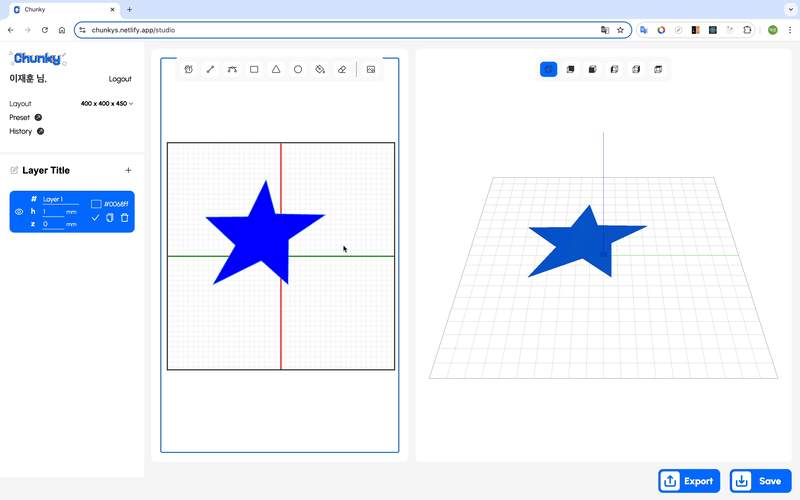 Chunky
chunkys.netlify.app/studio
Chunky
이재훈 님,
Logout
Layout
400 x 400 x 450
Preset
History
Layer Title
# Layer 1
#0068ff
h 1 mm
z 0 mm
Export
Save